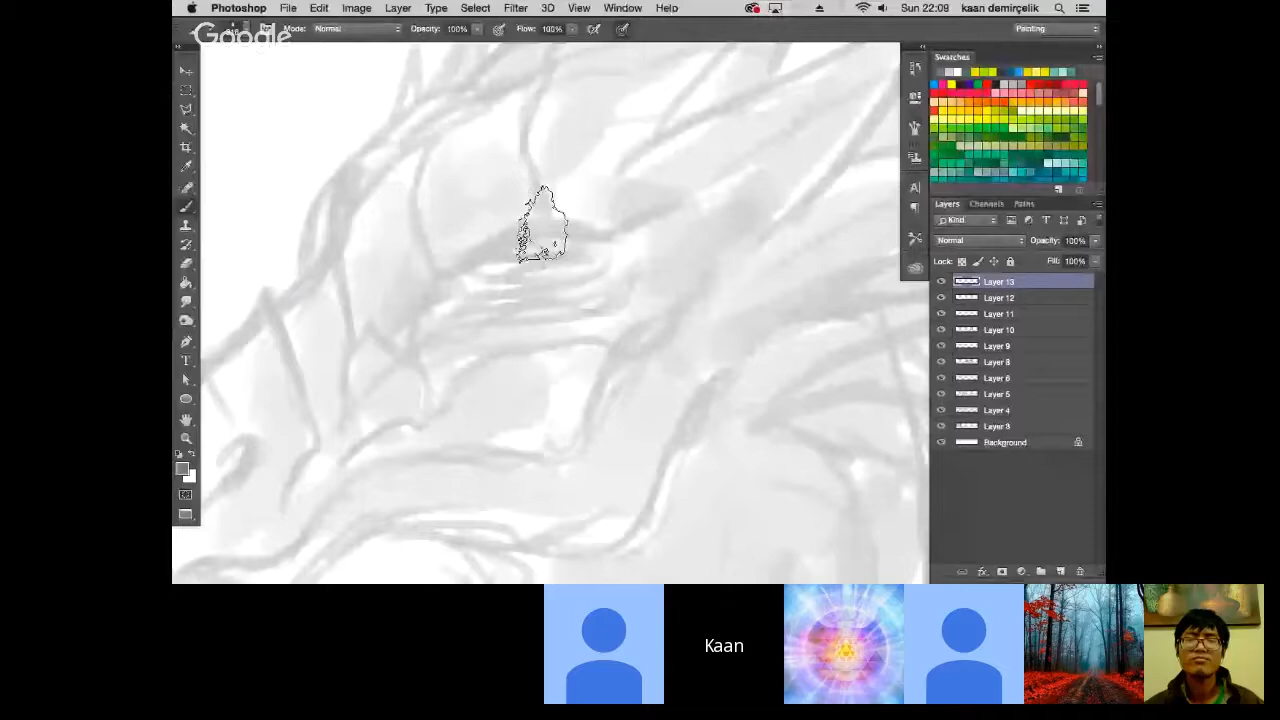 Photoshop File Edit Image Layer Type Select Filter 3D View Window Help Sun 22:09 kaan demirçelik
Google
Mode: Normal Opacity: 100% Flow: 100% Painting
Swatches
Layers Channels Paths
Kind
Normal Opacity: 100%
Lock: Fill: 100%
Layer 13
Layer 12
Layer 11
Layer 10
Layer 9
Layer 8
Layer 6
Layer 5
Layer 4
Layer 3
Background
Kaan